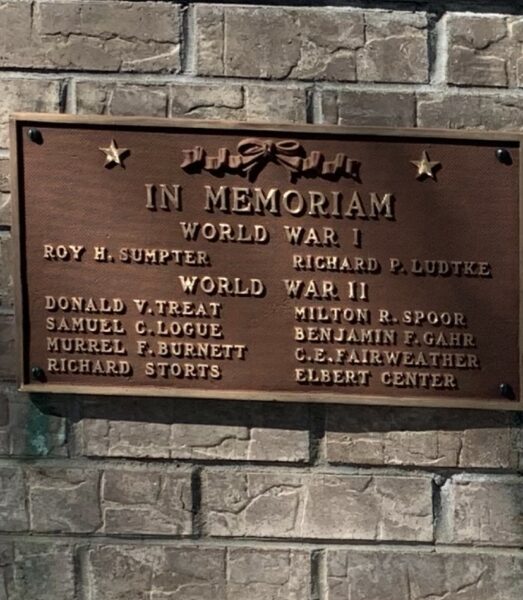 IN MEMORIAM
WORLD WAR I
ROY H. SUMPTER RICHARD P. LUDTKE
WORLD WAR II
DONALD V. TREAT MILTON R. SPOOR
SAMUEL C. LOGUE BENJAMIN F. GAHR
MURREL F. BURNETT C.E. FAIRWEATHER
RICHARD STORTS ELBERT CENTER